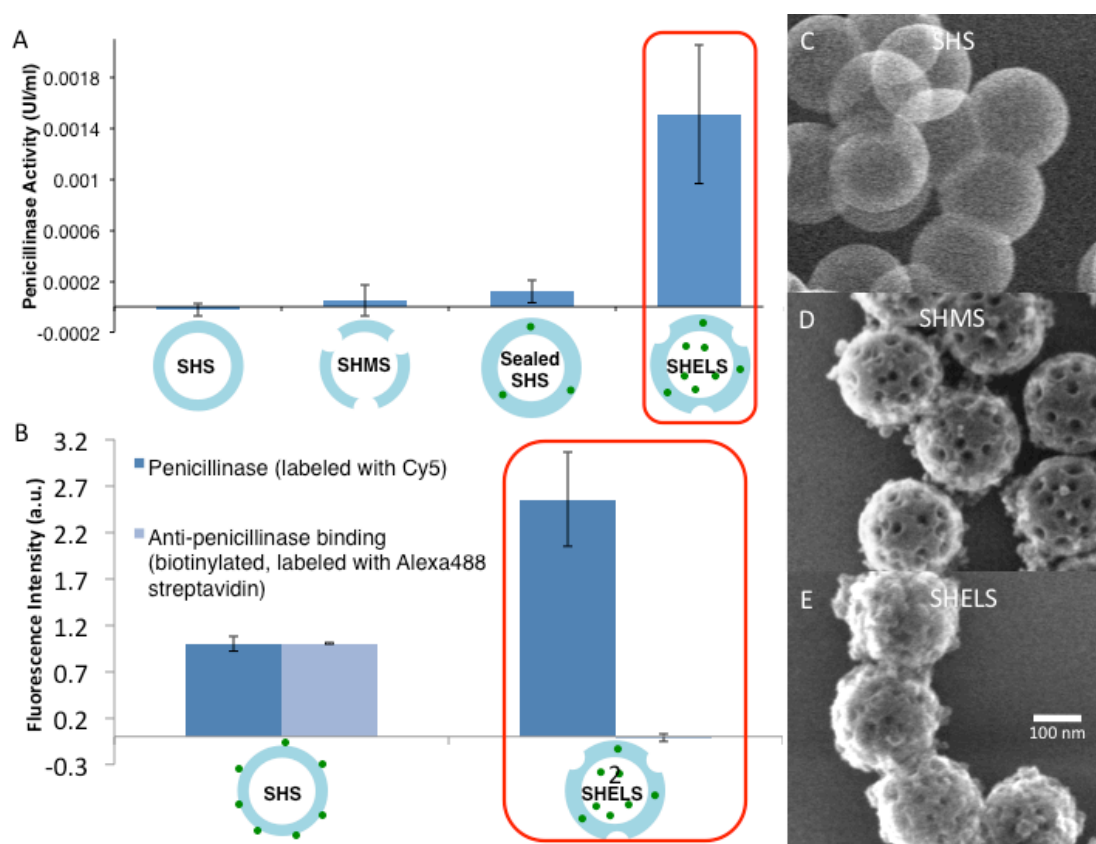 A
Penicillinase Activity (UI/ml)
0.0018
0.0014
0.001
0.0006
0.0002
-0.0002
SHS
SHMS
Sealed
SHS
SHELS
B
Fluorescence Intensity (a.u.)
3.2
2.7
2.2
1.7
1.2
0.7
0.2
-0.3
Penicillinase (labeled with Cy5)
Anti-penicillinase binding
(biotinylated, labeled with Alexa488
streptavidin)
SHS
2
SHELS
C
SHS
D
SHMS
E
SHELS
100 nm